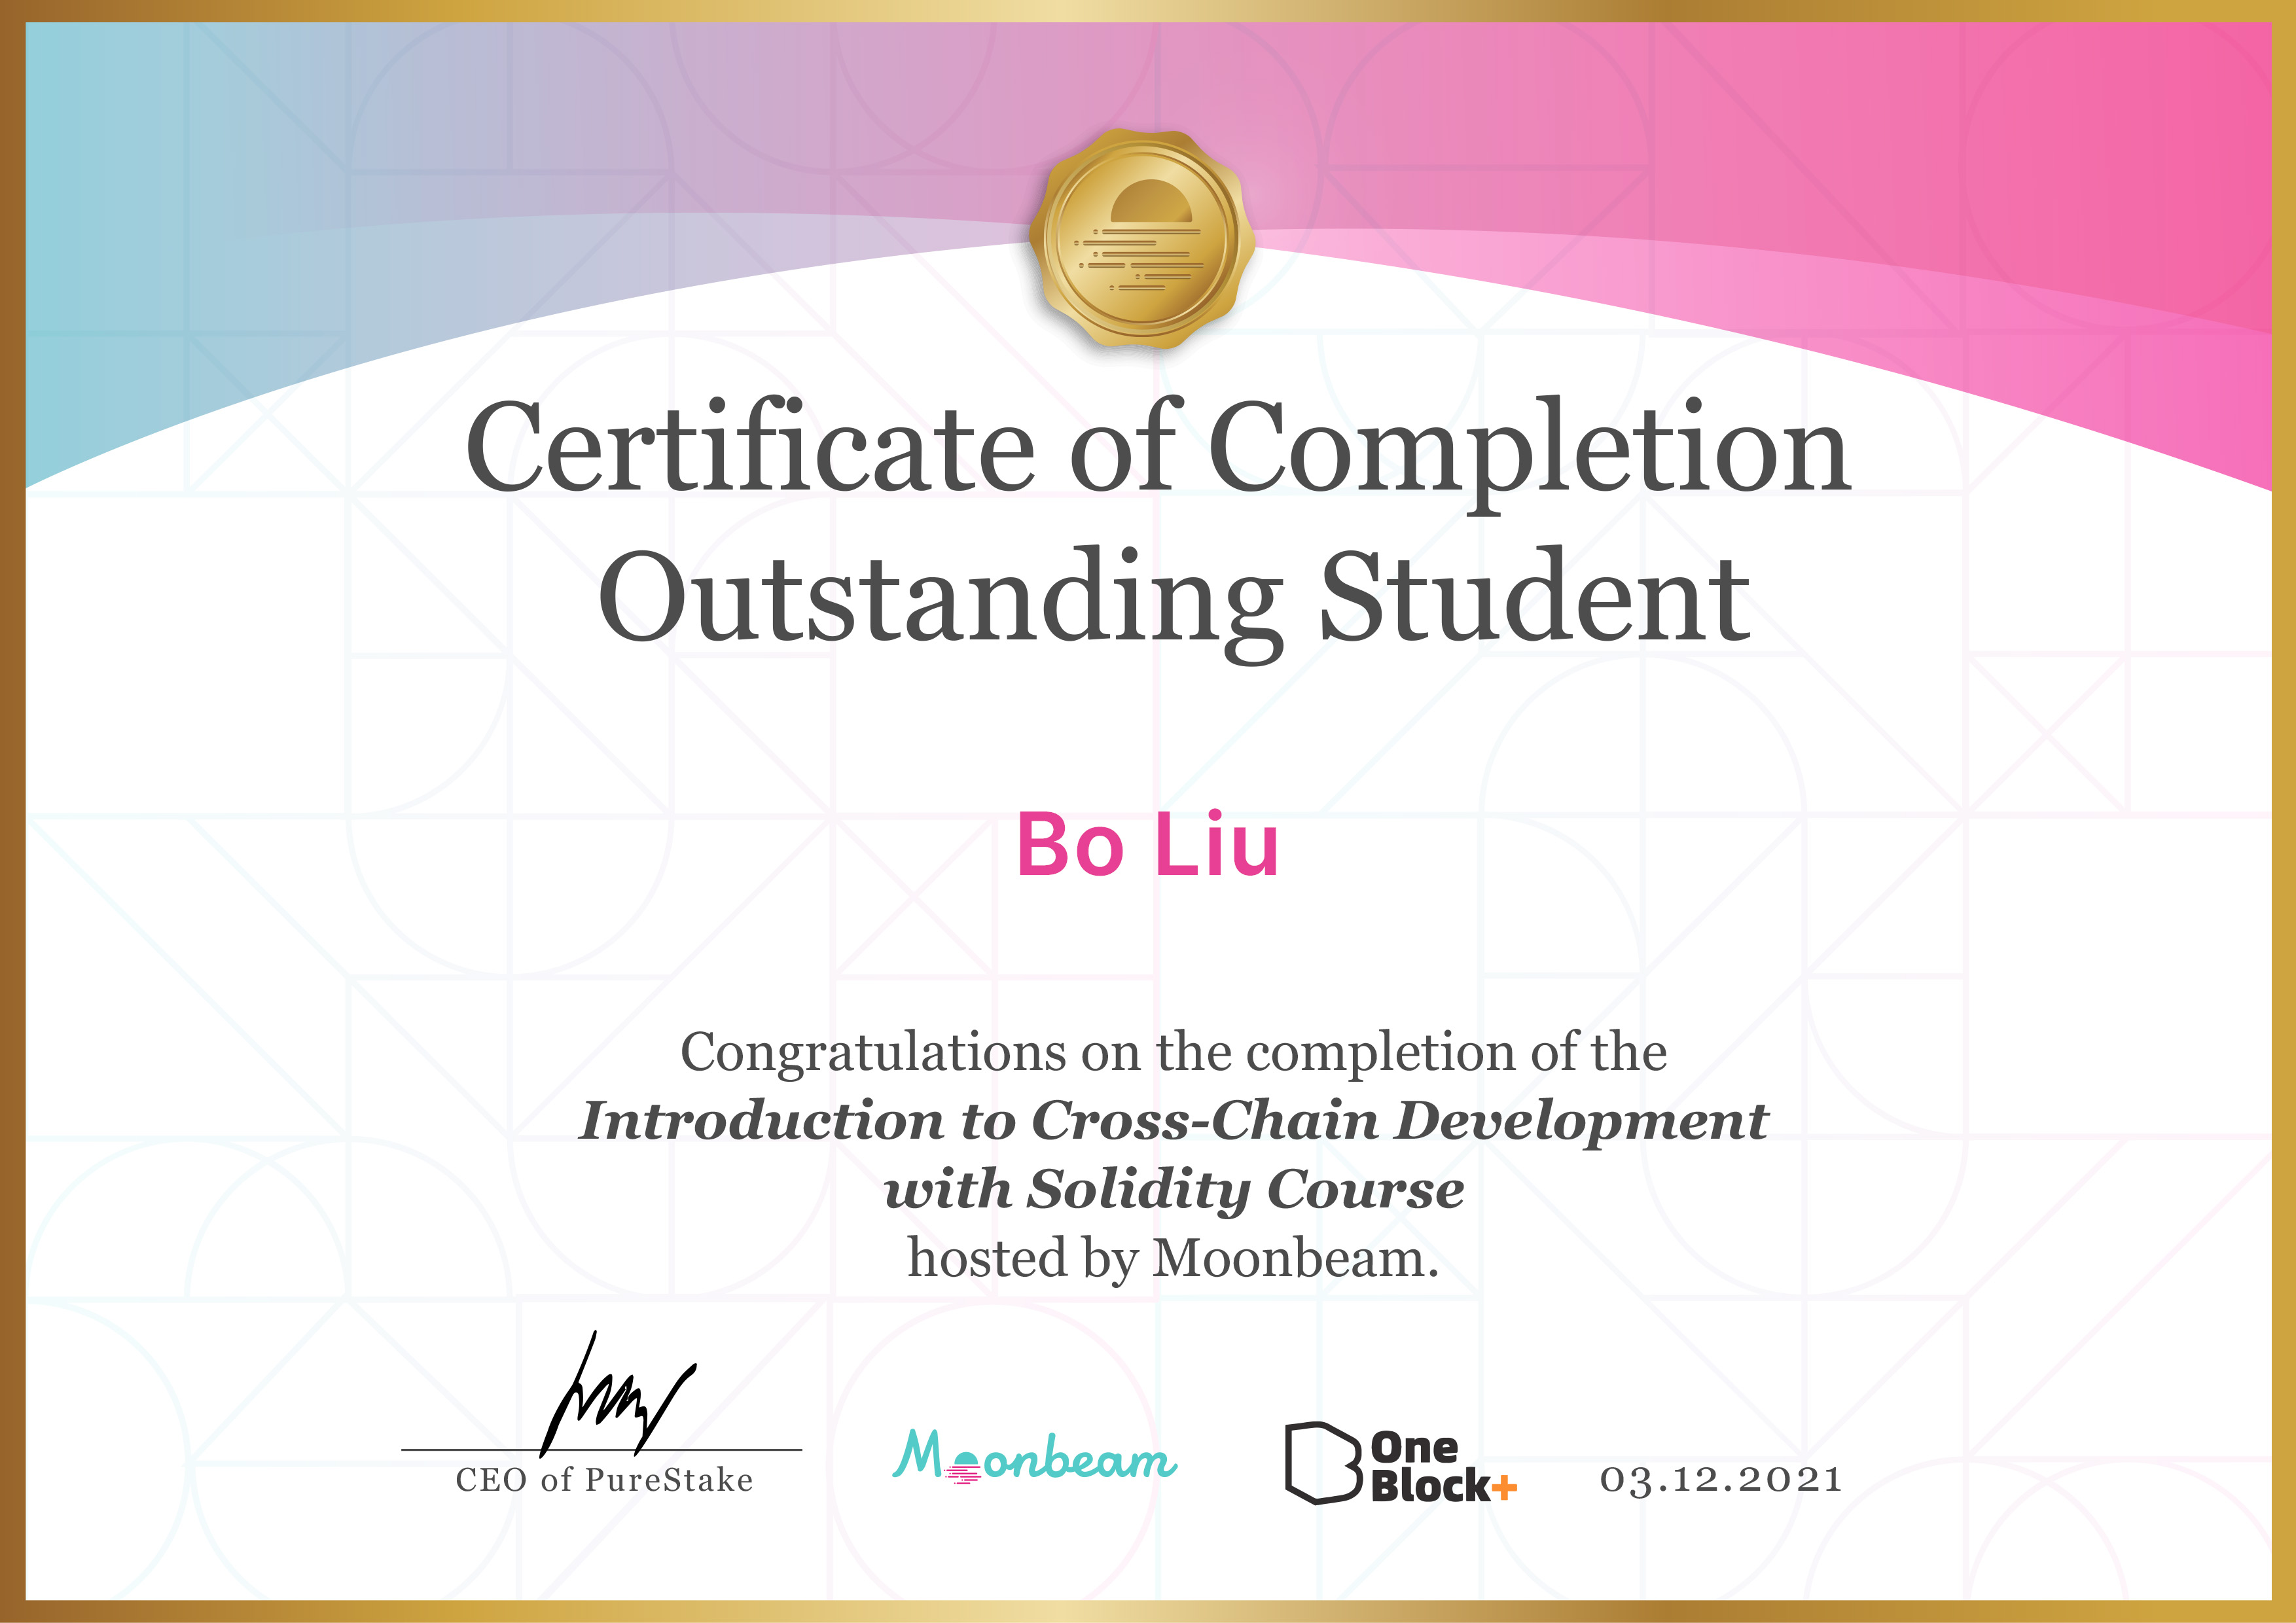 Certificate of Completion
Outstanding Student
Bo Liu
Congratulations on the completion of the
Introduction to Cross-Chain Development
with Solidity Course
hosted by Moonbeam.
CEO of PureStake
Moonbeam
One
Block+
03.12.2021